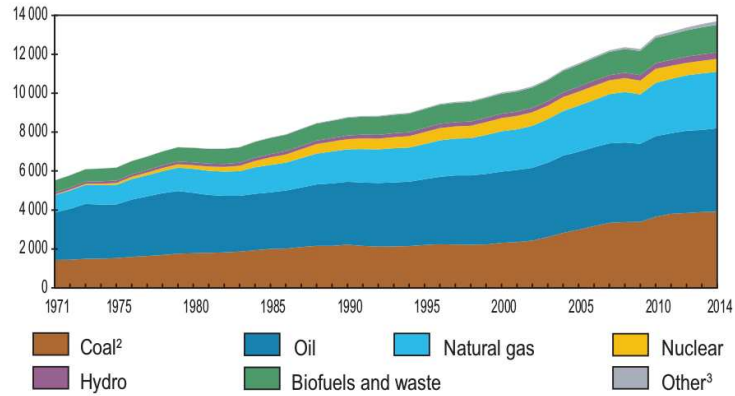 14 000
12 000
10 000
8 000
6 000
4 000
2 000
0
1971 1975 1980 1985 1990 1995 2000 2005 2010 2014
Coal² Oil Natural gas Nuclear
Hydro Biofuels and waste Other³